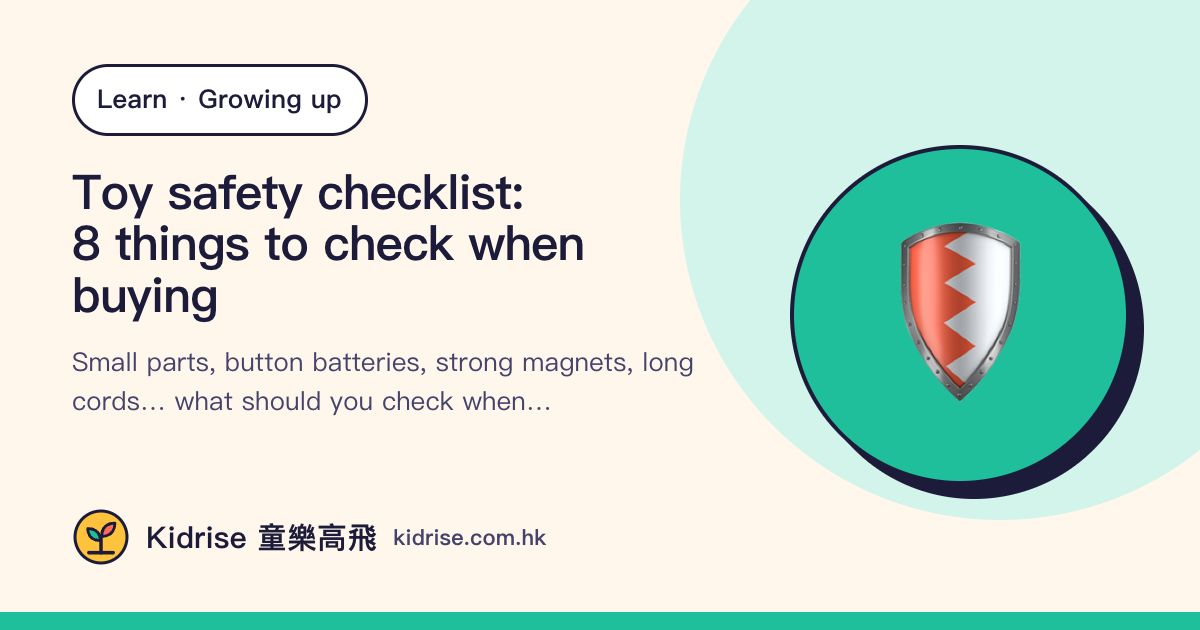 Learn · Growing up
Toy safety checklist:
8 things to check when
buying
Small parts, button batteries, strong magnets, long
cords… what should you check when…
Kidrise 童樂高飛 kidrise.com.hk